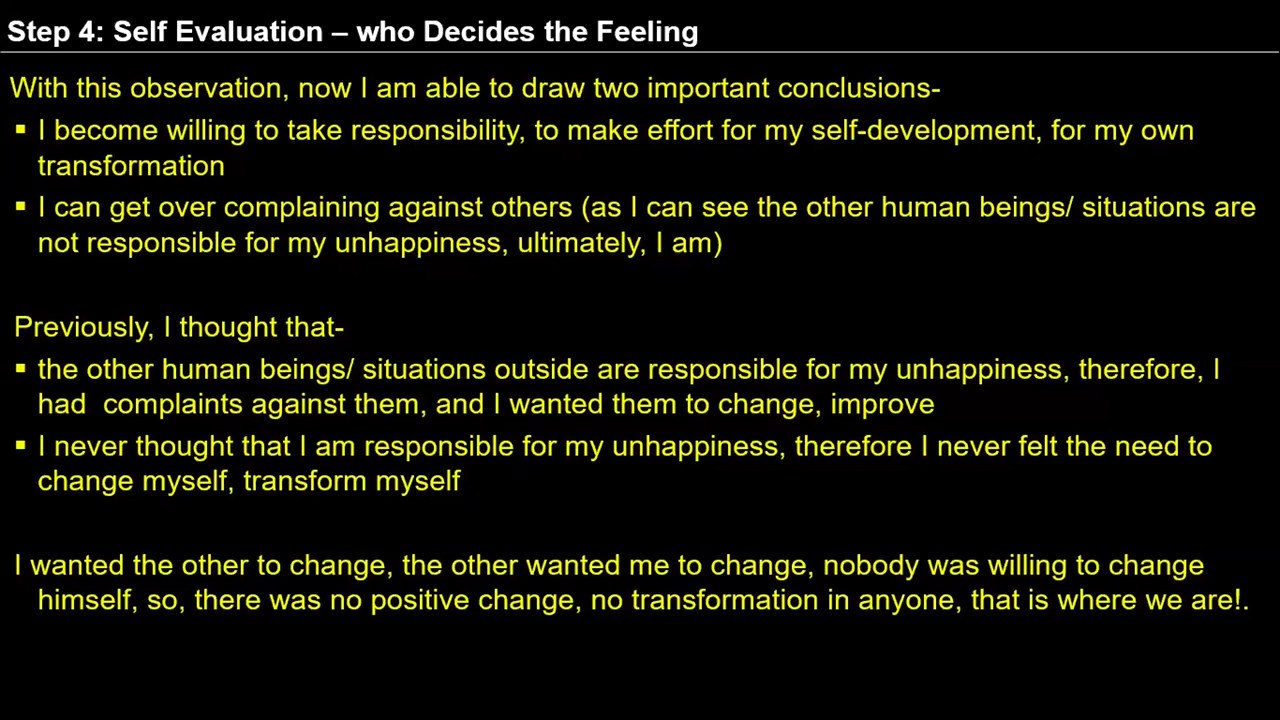 Step 4: Self Evaluation – who Decides the Feeling
With this observation, now I am able to draw two important conclusions-
▪ I become willing to take responsibility, to make effort for my self-development, for my own
transformation
▪ I can get over complaining against others (as I can see the other human beings/ situations are
not responsible for my unhappiness, ultimately, I am)
Previously, I thought that-
▪ the other human beings/ situations outside are responsible for my unhappiness, therefore, I
had  complaints against them, and I wanted them to change, improve
▪ I never thought that I am responsible for my unhappiness, therefore I never felt the need to
change myself, transform myself
I wanted the other to change, the other wanted me to change, nobody was willing to change
himself, so, there was no positive change, no transformation in anyone, that is where we are!.